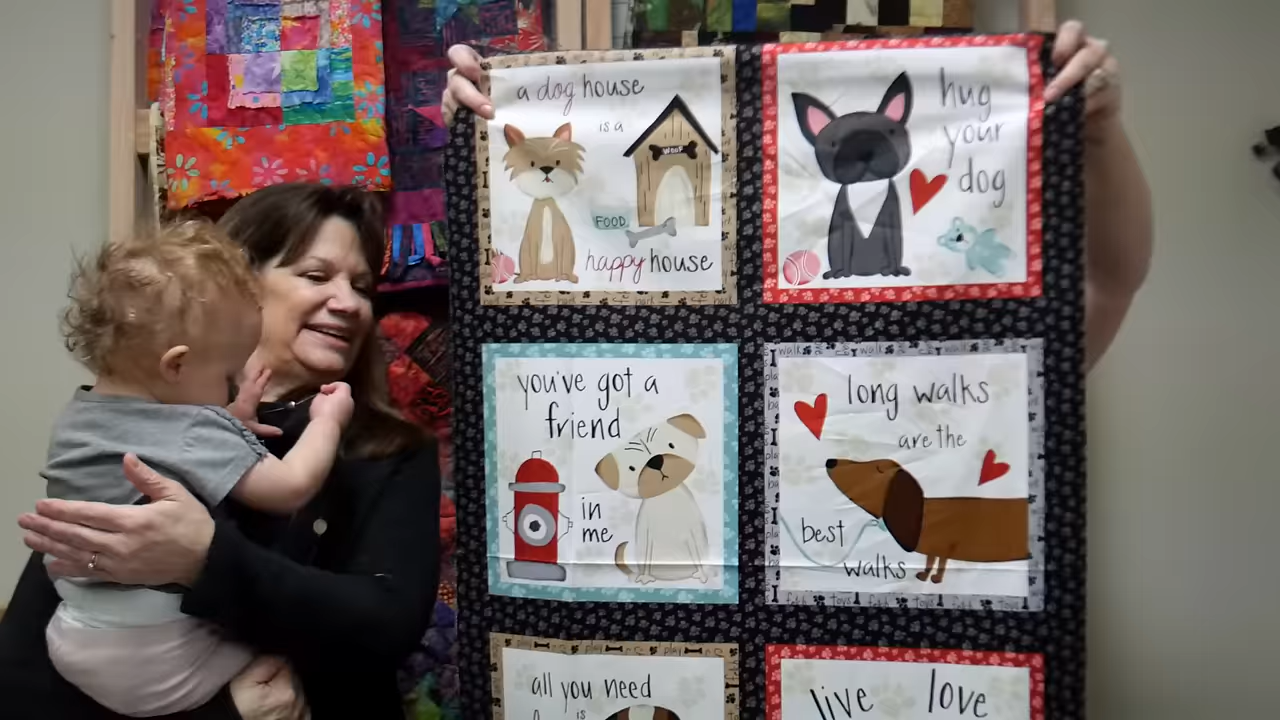 a dog house
is a
WOOF
FOOD
happy house
hug
your
dog
you've got a
friend
in
me
long walks
are the
best
walks
all you need
is
live love